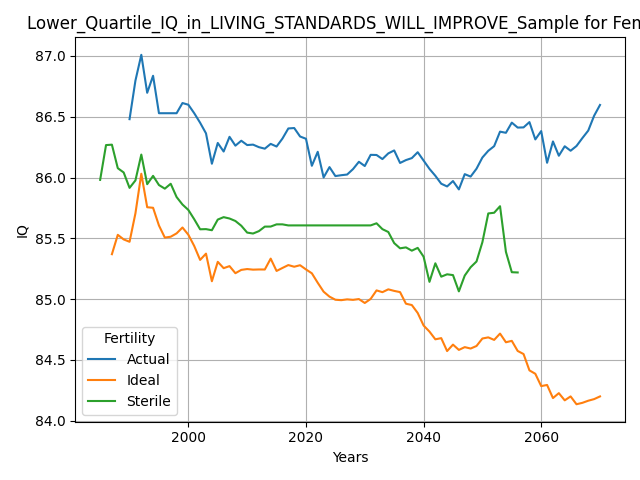 Lower_Quartile_IQ_in_LIVING_STANDARDS_WILL_IMPROVE_Sample for Fem
87.0
86.5
86.0
85.5
85.0
84.5
84.0
IQ
Fertility
Actual
Ideal
Sterile
2000
2020
2040
2060
Years